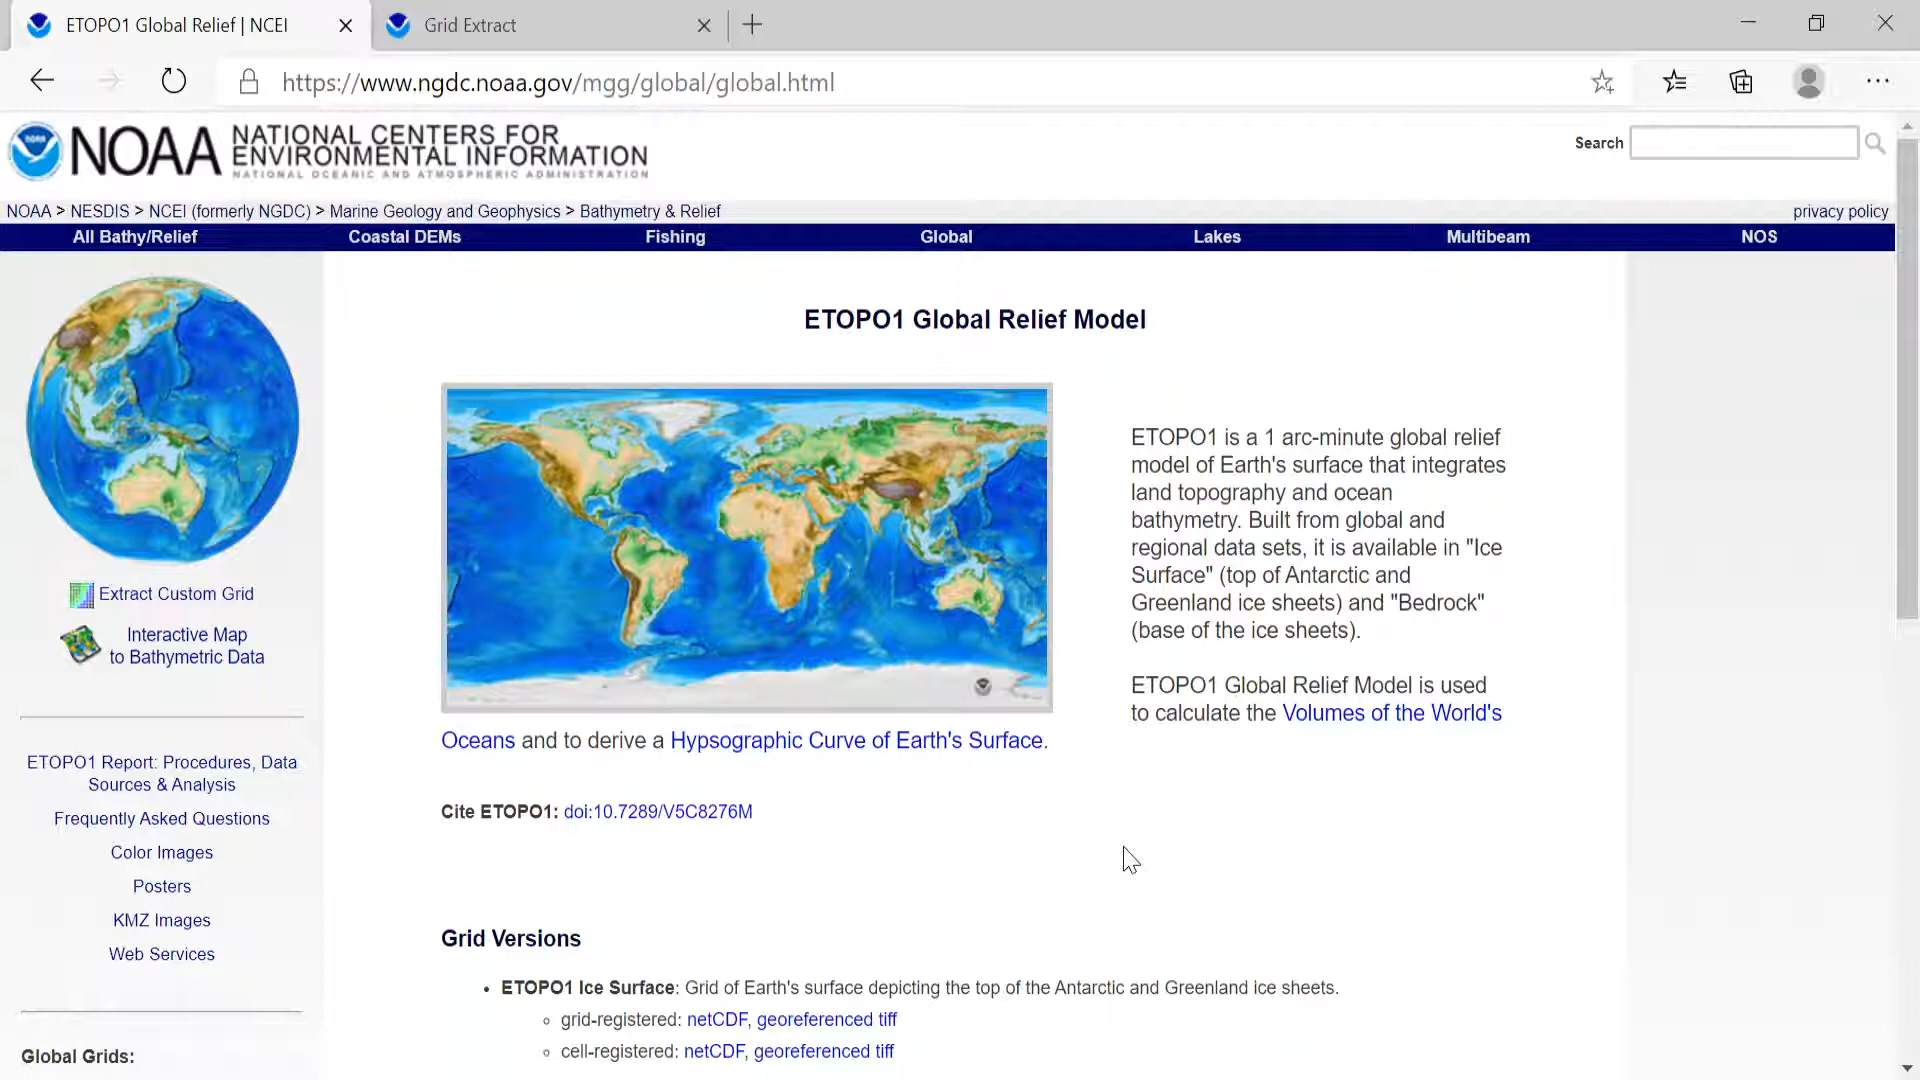 ETOPO1 Global Relief | NCEI
Grid Extract
https://www.ngdc.noaa.gov/mgg/global/global.html
NOAA
NATIONAL CENTERS FOR
ENVIRONMENTAL INFORMATION
NATIONAL OCEANIC AND ATMOSPHERIC ADMINISTRATION
Search
NOAA > NESDIS > NCEI (formerly NGDC) > Marine Geology and Geophysics > Bathymetry & Relief
privacy policy
All Bathy/Relief Coastal DEMs Fishing Global Lakes Multibeam NOS
Extract Custom Grid
Interactive Map
to Bathymetric Data
ETOPO1 Report: Procedures, Data
Sources & Analysis
Frequently Asked Questions
Color Images
Posters
KMZ Images
Web Services
Global Grids:
ETOPO1 Global Relief Model
ETOPO1 is a 1 arc-minute global relief
model of Earth's surface that integrates
land topography and ocean
bathymetry. Built from global and
regional data sets, it is available in "Ice
Surface" (top of Antarctic and
Greenland ice sheets) and "Bedrock"
(base of the ice sheets).
ETOPO1 Global Relief Model is used
to calculate the Volumes of the World's
Oceans and to derive a Hypsographic Curve of Earth's Surface.
Cite ETOPO1: doi:10.7289/V5C8276M
Grid Versions
• ETOPO1 Ice Surface: Grid of Earth's surface depicting the top of the Antarctic and Greenland ice sheets.
◦ grid-registered: netCDF, georeferenced tiff
◦ cell-registered: netCDF, georeferenced tiff